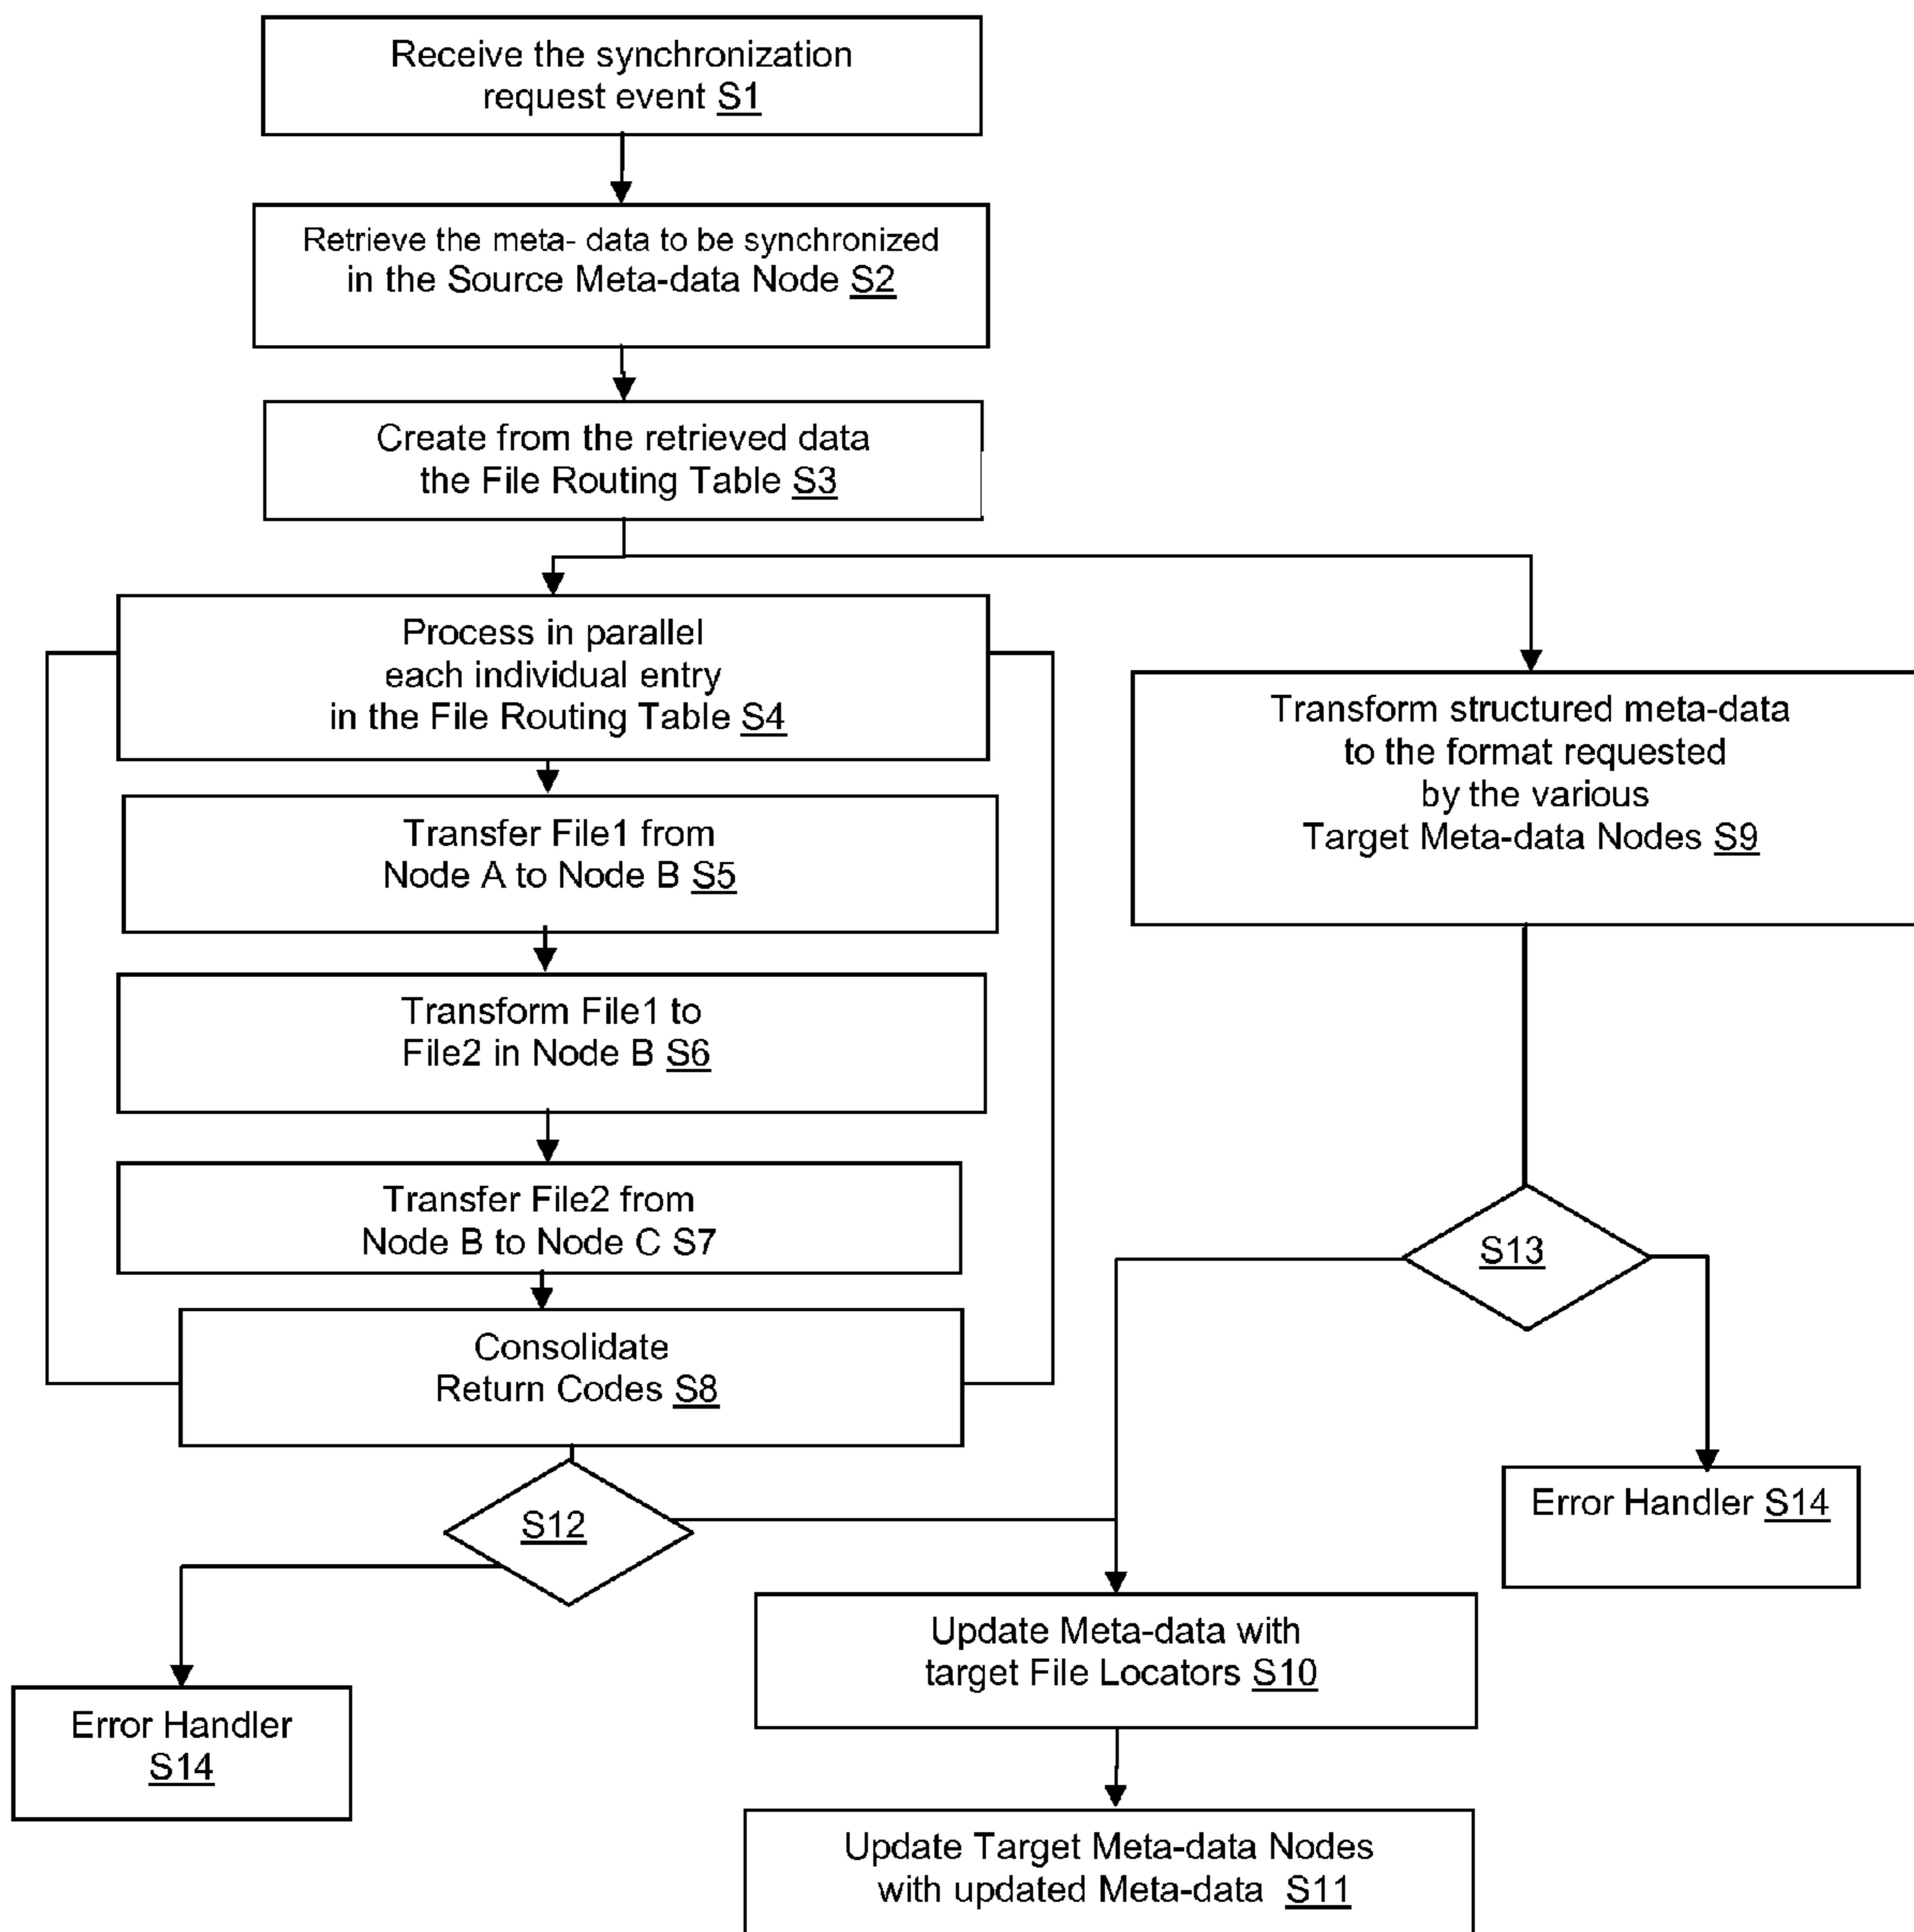 Receive the synchronization
request event S1
Retrieve the meta- data to be synchronized
in the Source Meta-data Node S2
Create from the retrieved data
the File Routing Table S3
Process in parallel
each individual entry
in the File Routing Table S4
Transfer File1 from
Node A to Node B S5
Transform File1 to
File2 in Node B S6
Transfer File2 from
Node B to Node C S7
Consolidate
Return Codes S8
S12
Error Handler
S14
Transform structured meta-data
to the format requested
by the various
Target Meta-data Nodes S9
S13
Error Handler S14
Update Meta-data with
target File Locators S10
Update Target Meta-data Nodes
with updated Meta-data S11